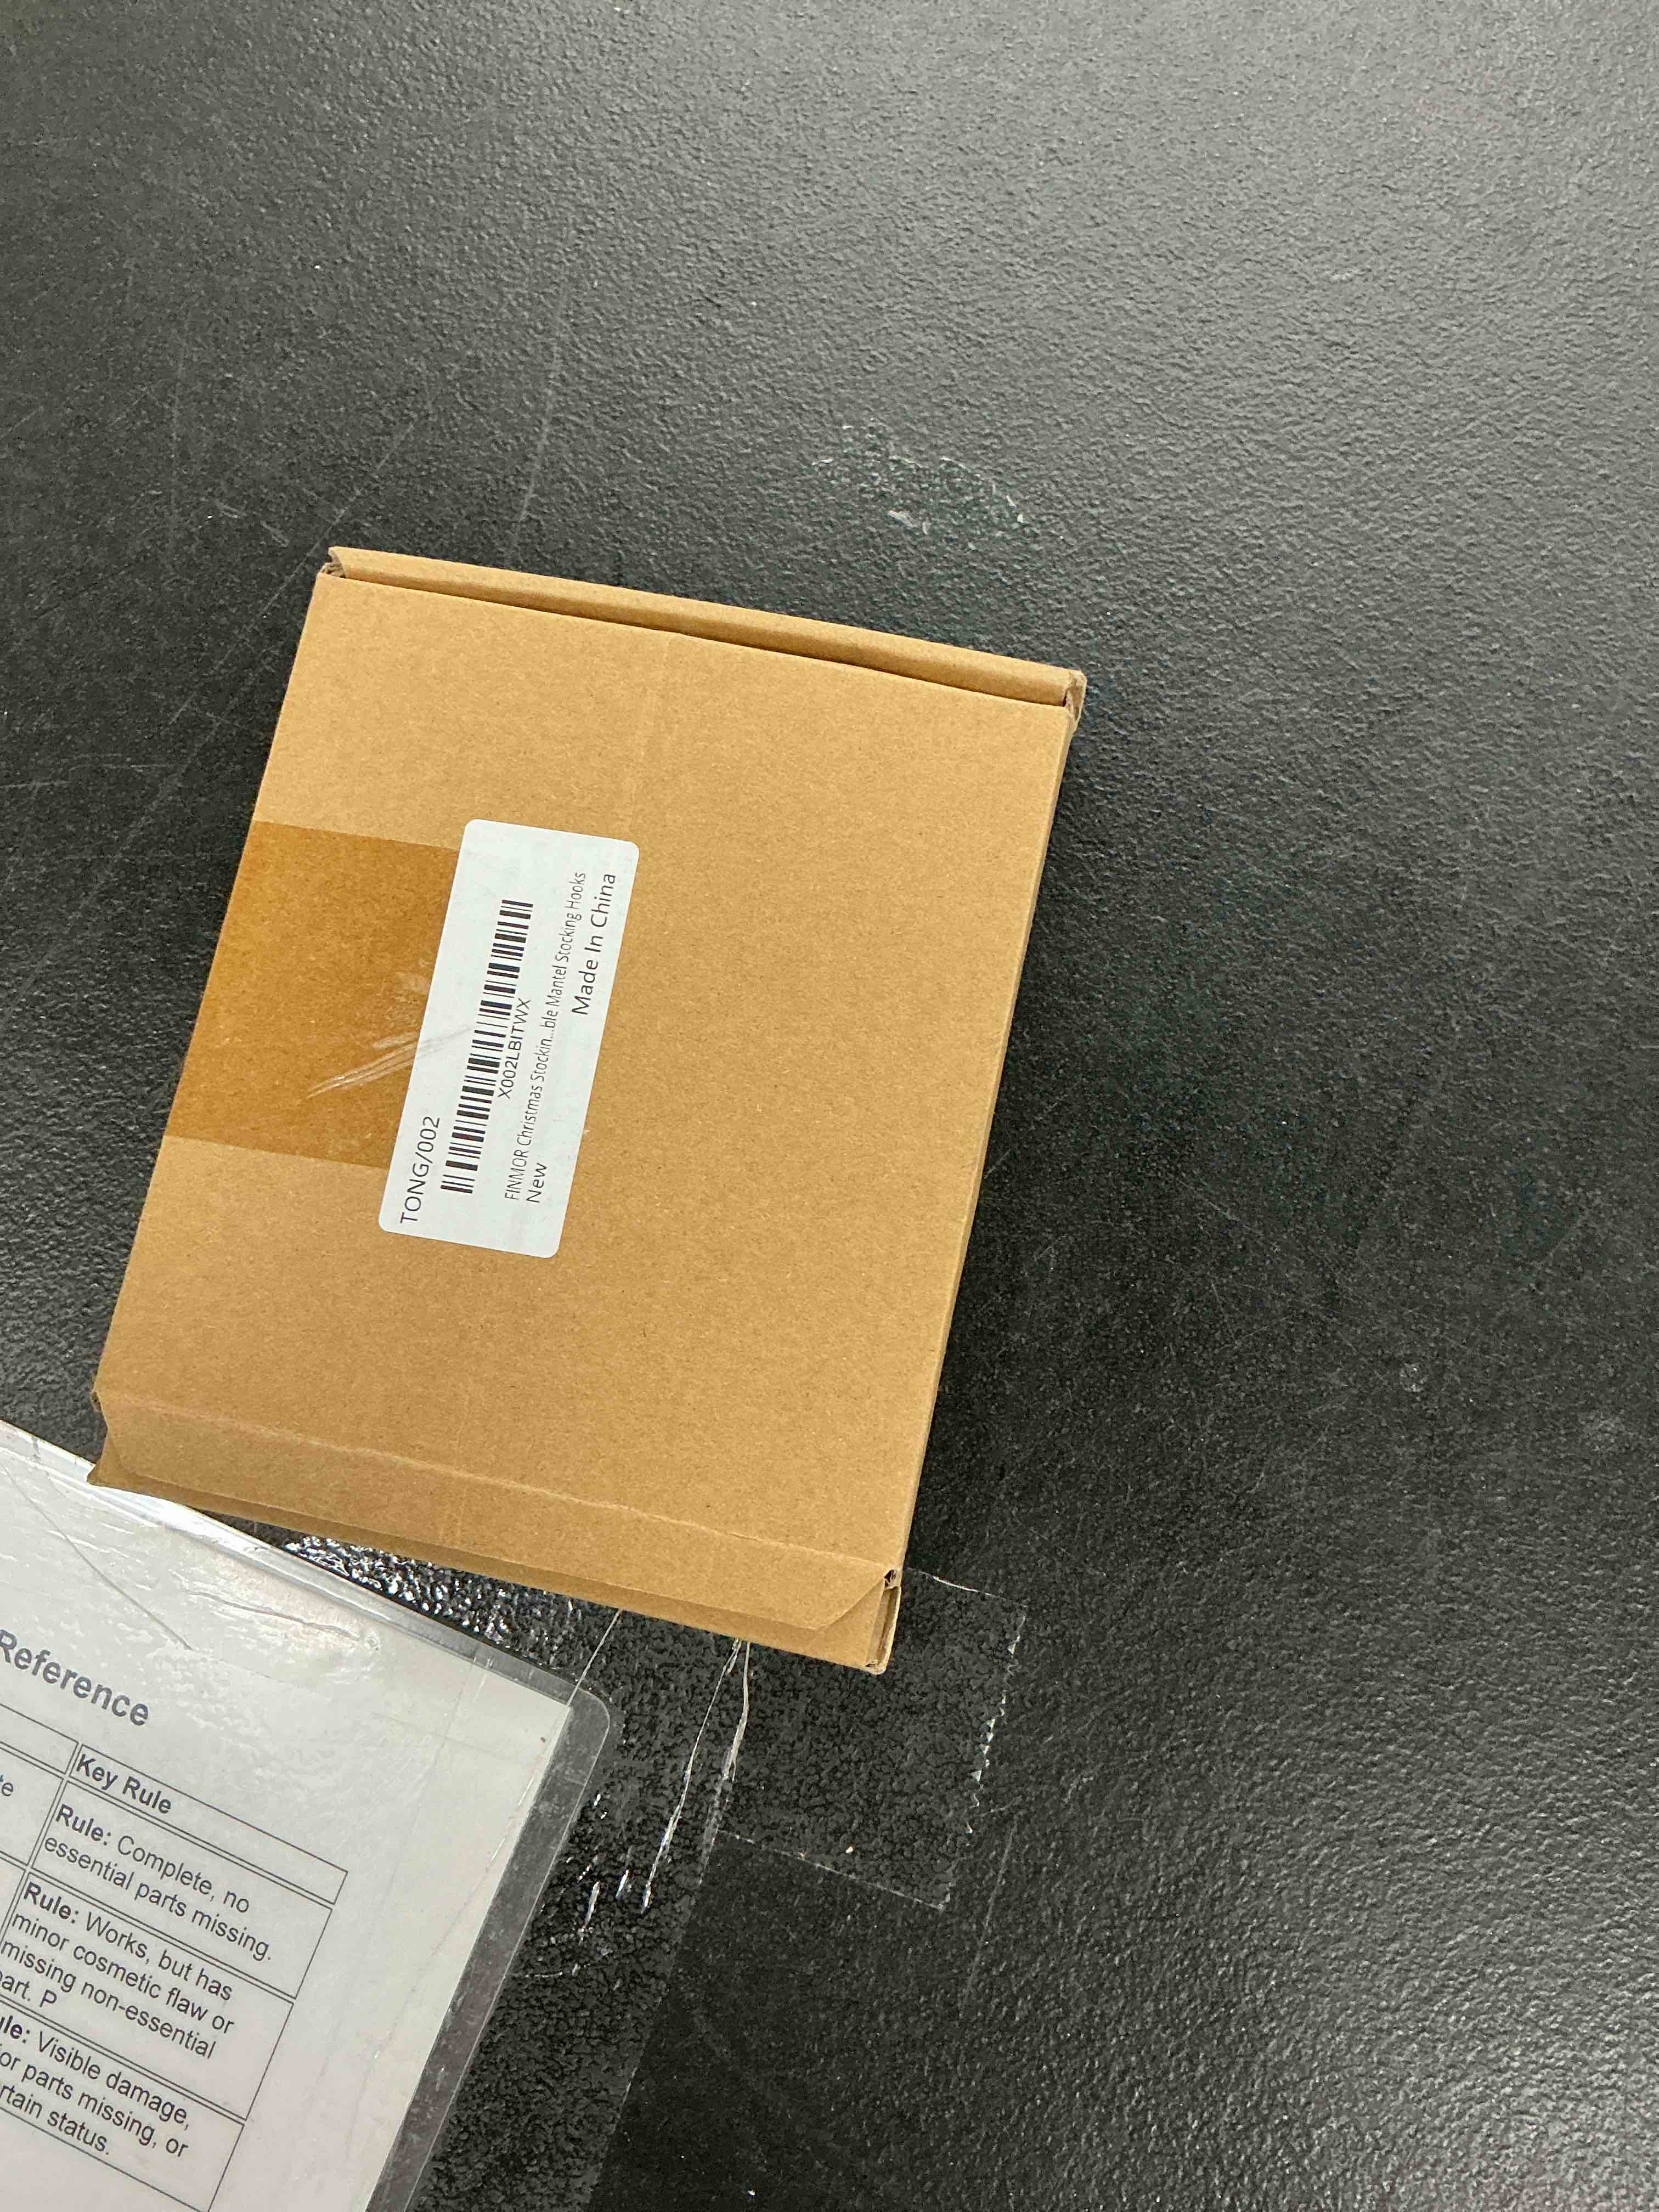 TONG/002
X002LBITWX
FINMOR Christmas Stockin...ble Mantel Stocking Hooks
New
Made In China
Reference
Key Rule
Rule: Complete, no
essential parts missing.
Rule: Works, but has
minor cosmetic flaw or
missing non-essential
part. P
Visible damage,
or parts missing, or
status.